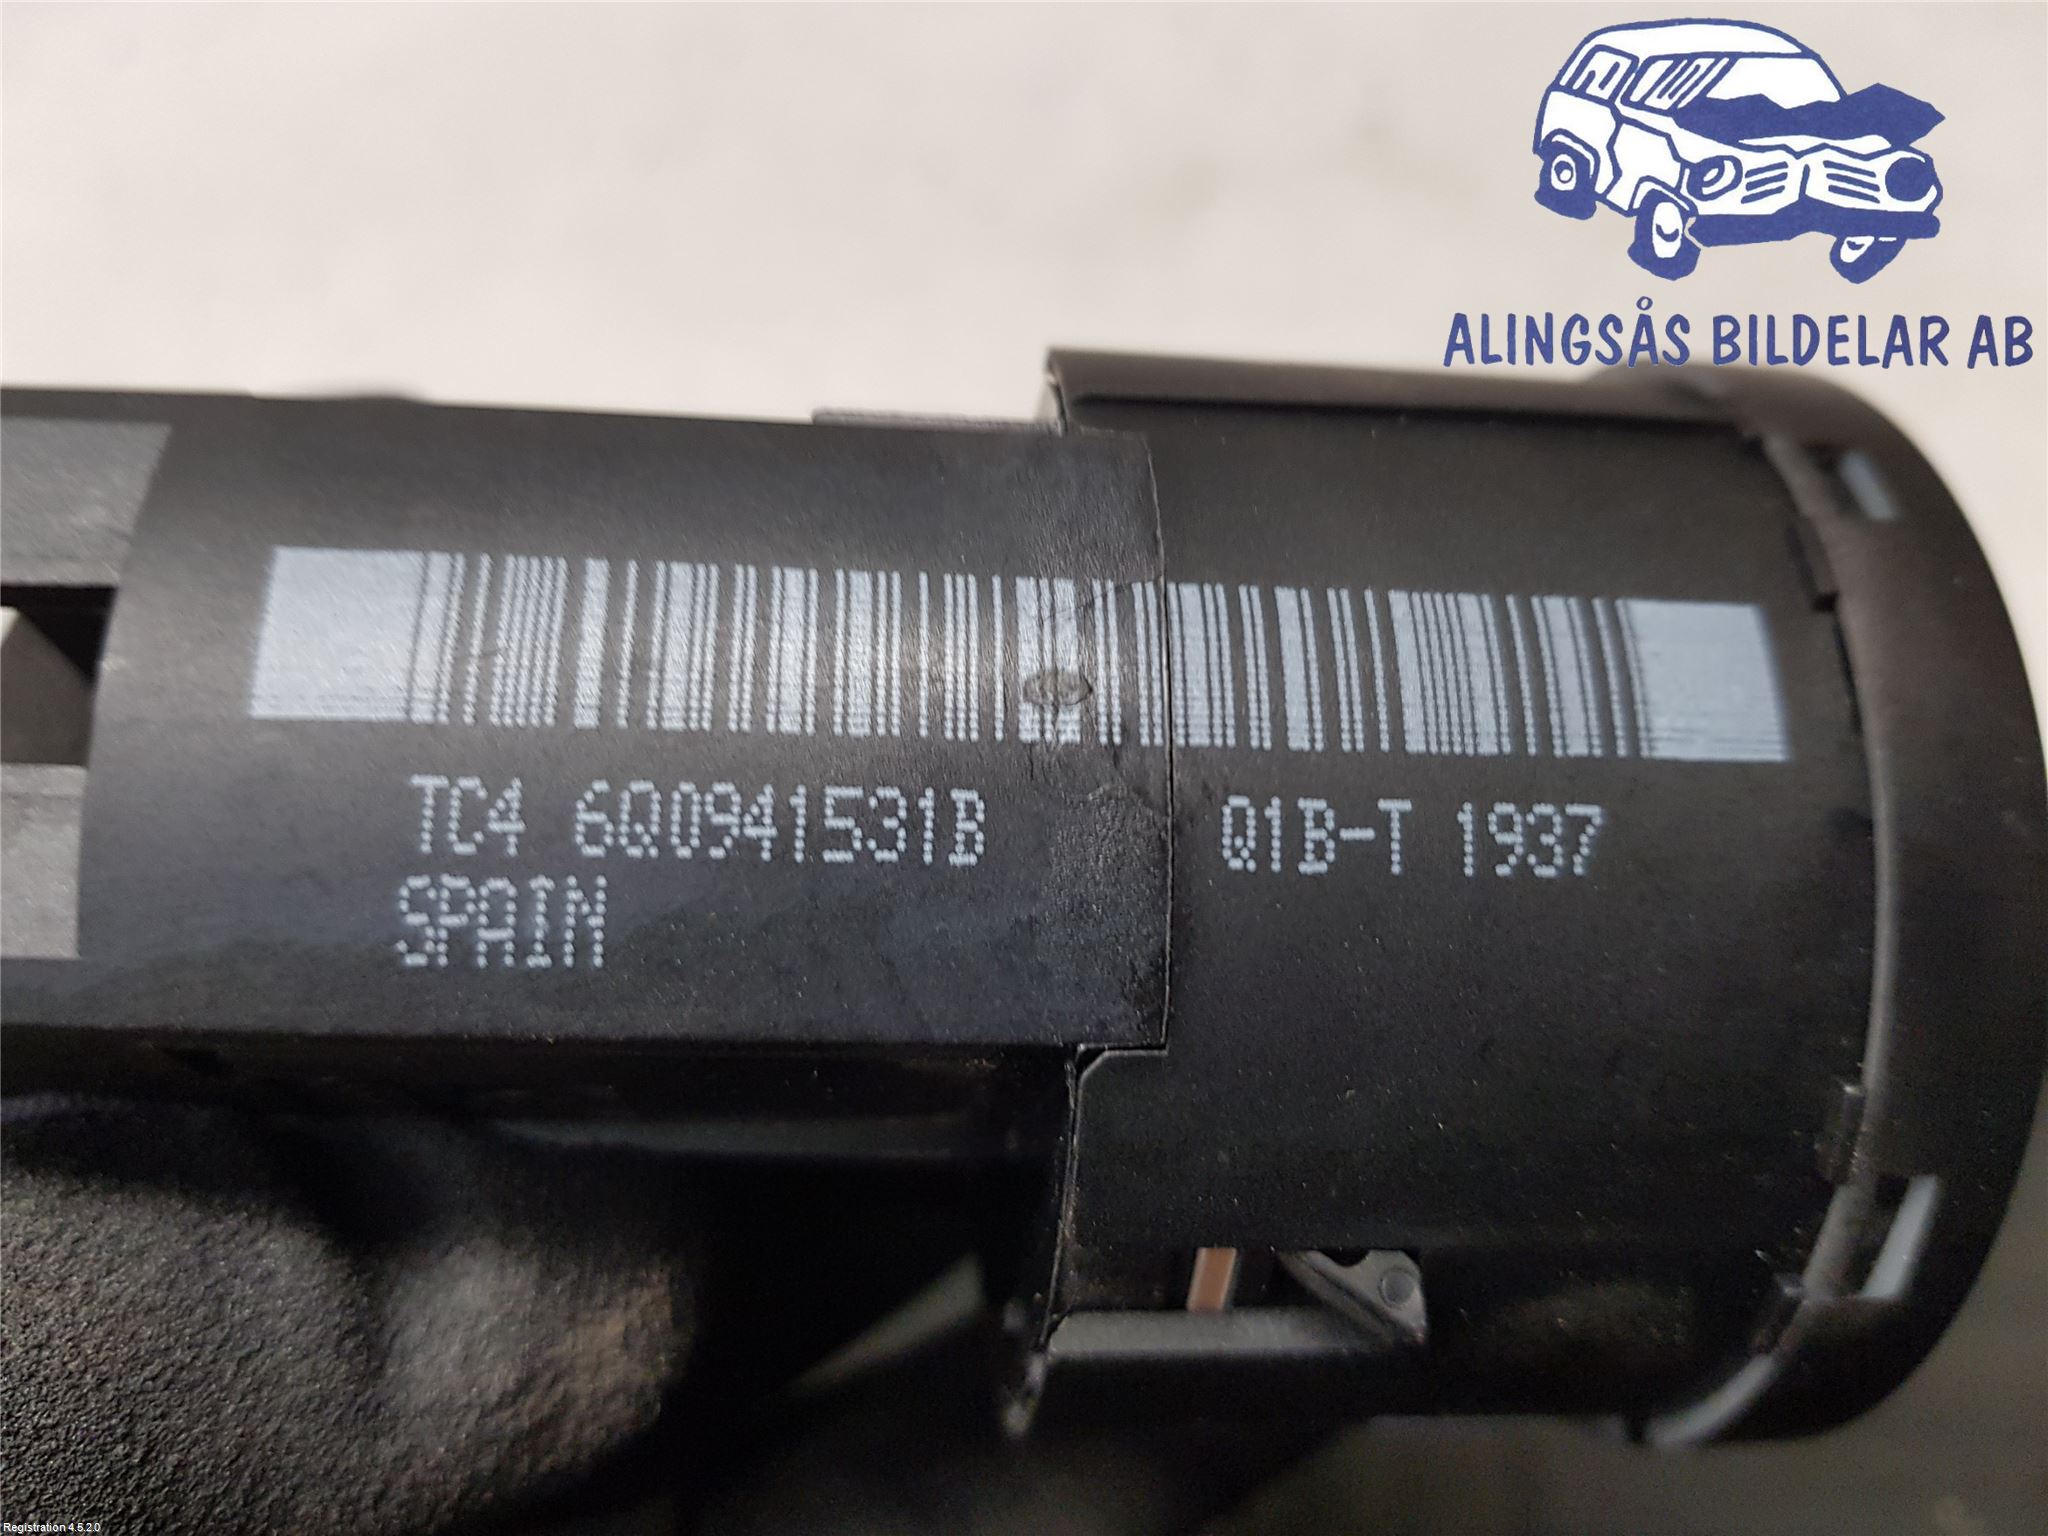 ALINGSÅS BILDELAR AB
TC4 6Q0941531B Q1B-T 1937
SPAIN
Registration 4.5.2.0